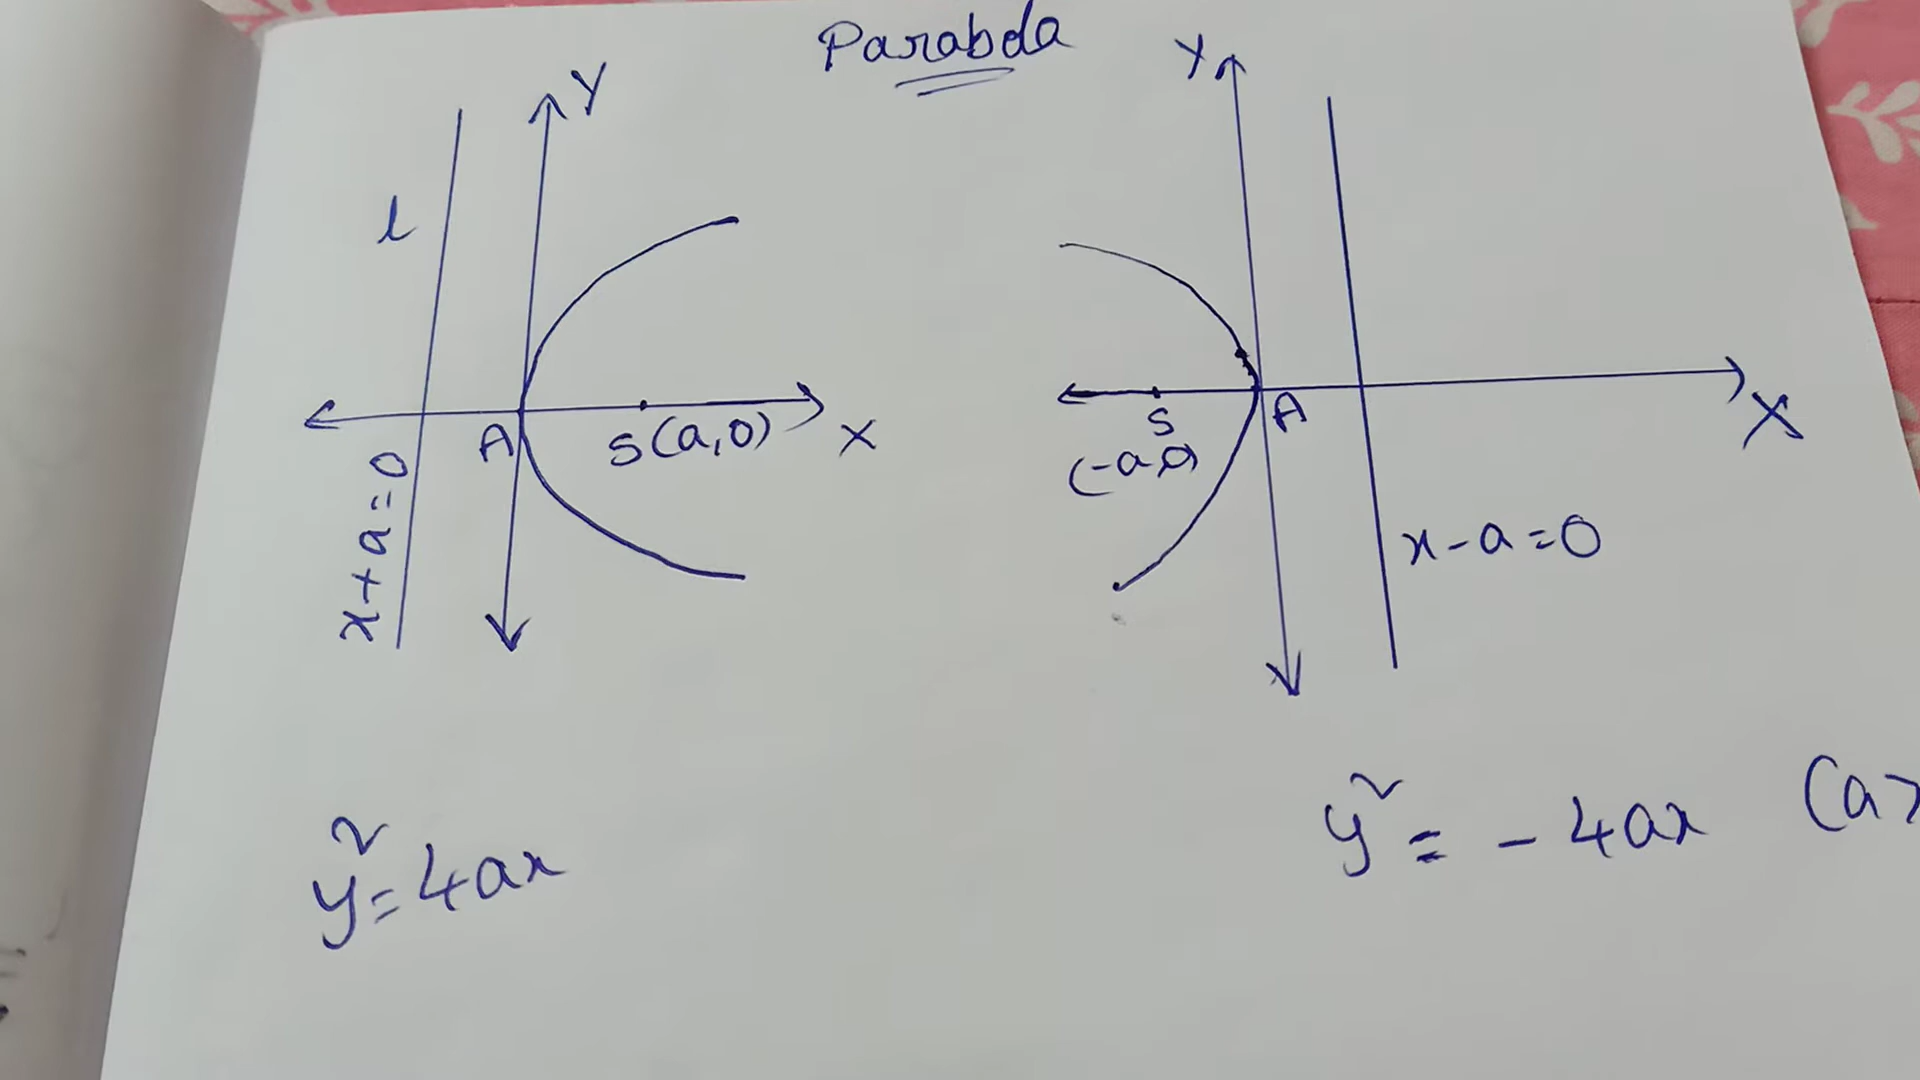 Parabola
Y
l
A
S(a,0)
X
x+a=0
y²=4ax
Y
S
(-a,0)
A
X
x-a=0
y² = -4ax (a>